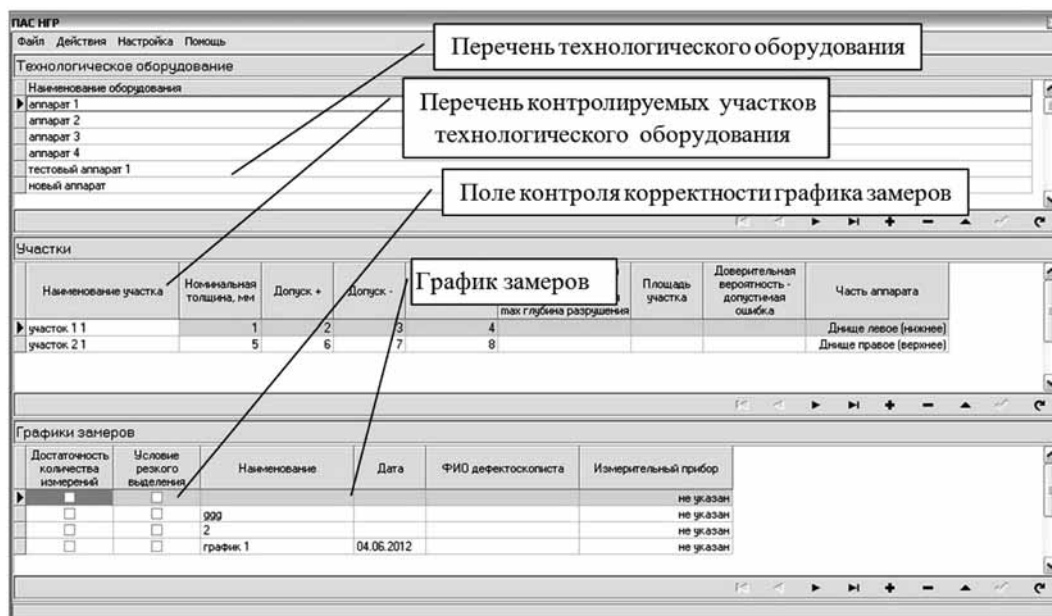 ПАС НГР
Файл Действия Настройка Помощь
Перечень технологического оборудования
Технологическое оборудование
Наименование оборудования
аппарат 1
аппарат 2
аппарат 3
аппарат 4
тестовый аппарат 1
новый аппарат
Перечень контролируемых участков
технологического оборудования
Поле контроля корректности графика замеров
Участки
График замеров
Наименование участка
Номинальная
толщина, мм
Допуск +
Допуск -
max глубина разрушения
Площадь
участка
Доверительная
вероятность -
допустимая
ошибка
Часть аппарата
участок 1 1 1 2 3 4 Днище левое (нижнее)
участок 2 1 5 6 7 8 Днище правое (верхнее)
Графики замеров
Достаточность
количества
измерений
Условие
резкого
выделения
Наименование
Дата
ФИО дефектоскописта
Измерительный прибор
не указан
ggg не указан
2 не указан
график 1 04.06.2012 не указан